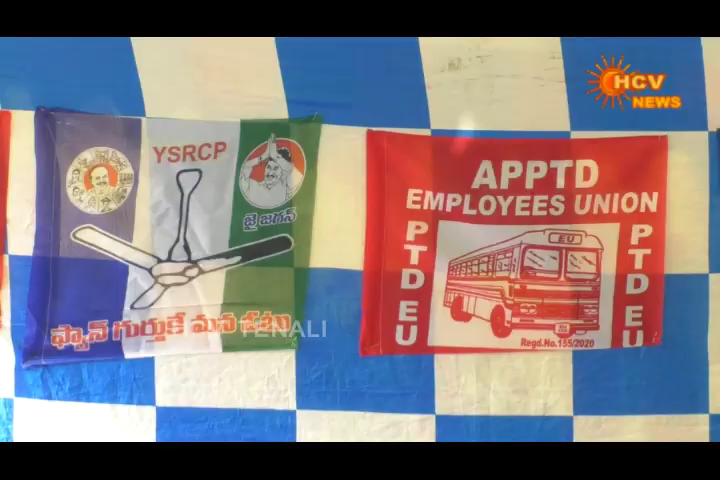 HCV
NEWS
YSRCP
జై జగన్
ఫ్యాన్ గుర్తుకే మన ఓటు
TENALI
APPTD
EMPLOYEES UNION
PTD EU
EU
PTD EU
Regd.No.155/2020